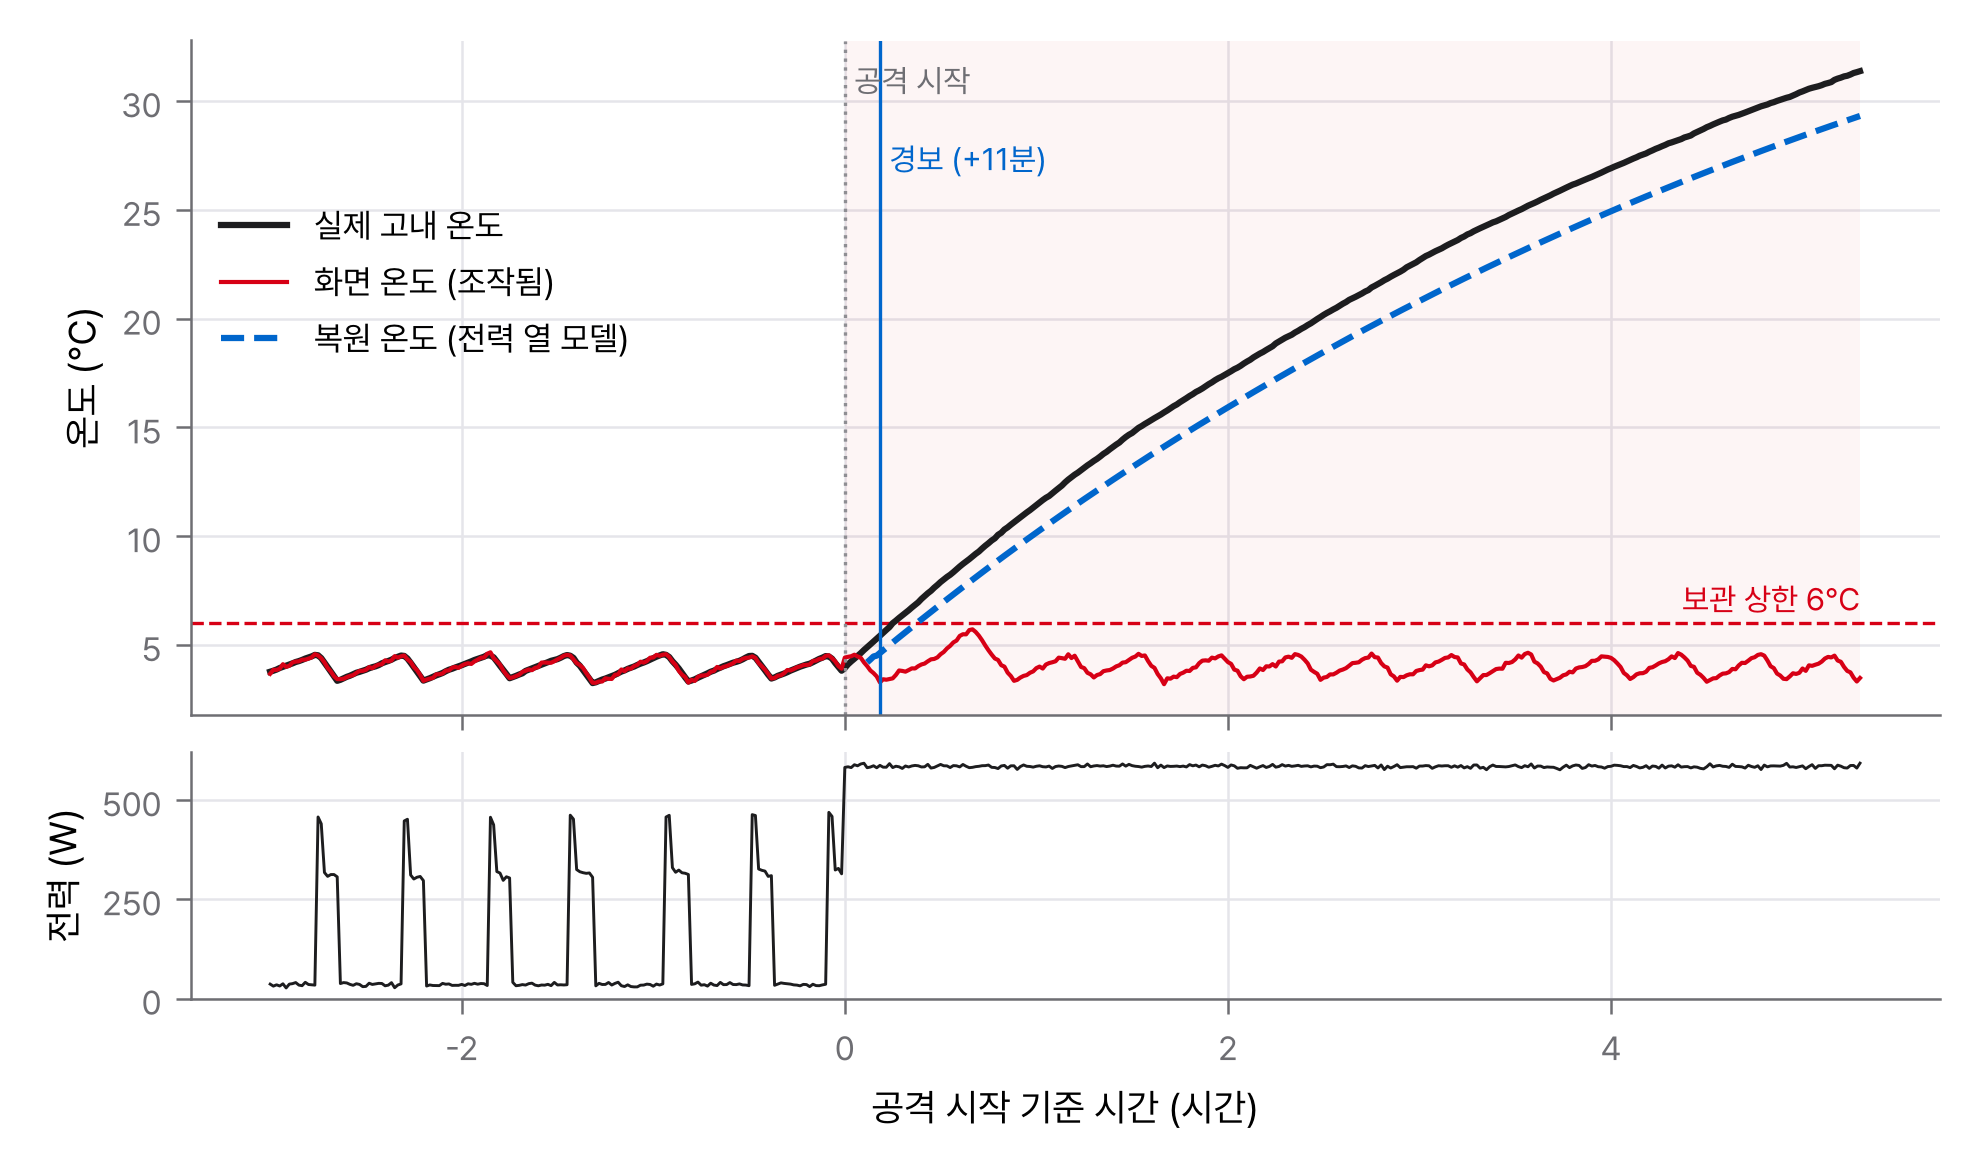 공격 시작
경보 (+11분)
실제 고내 온도
화면 온도 (조작됨)
복원 온도 (전력 열 모델)
보관 상한 6°C
온도 (°C)
30
25
20
15
10
5
전력 (W)
500
250
0
-2
0
2
4
공격 시작 기준 시간 (시간)